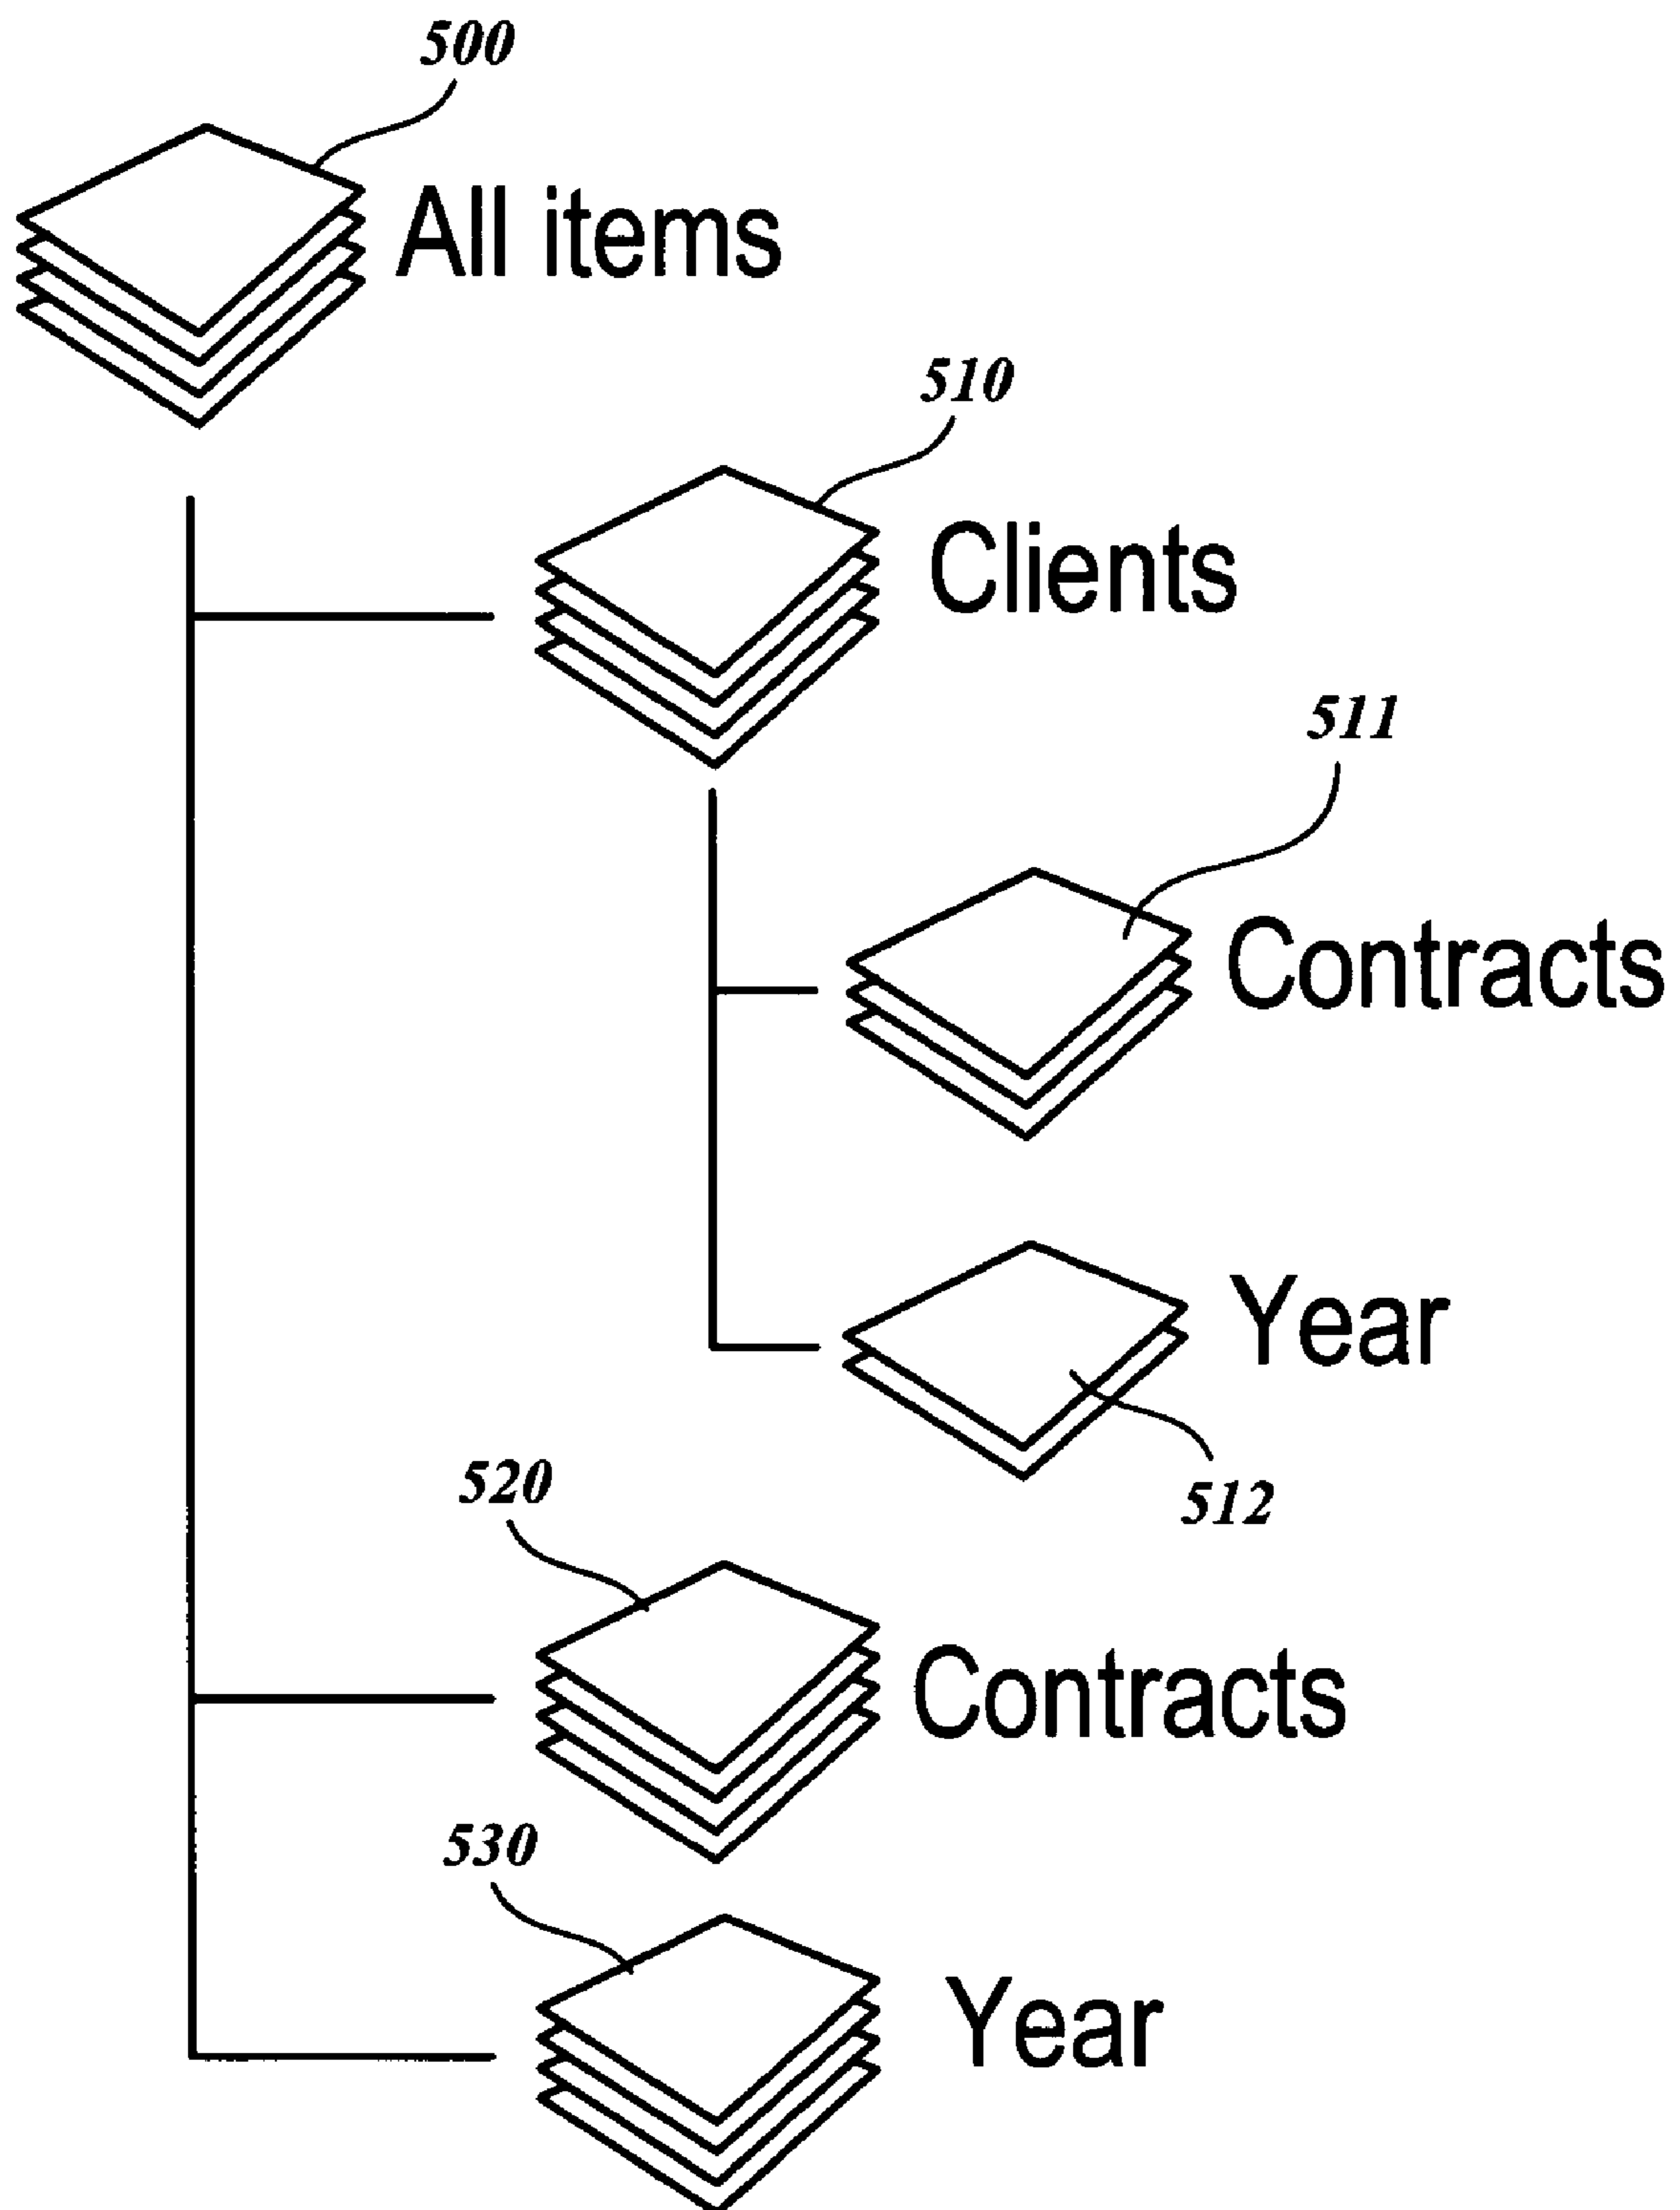 500
All items
510
Clients
511
Contracts
Year
512
520
Contracts
530
Year